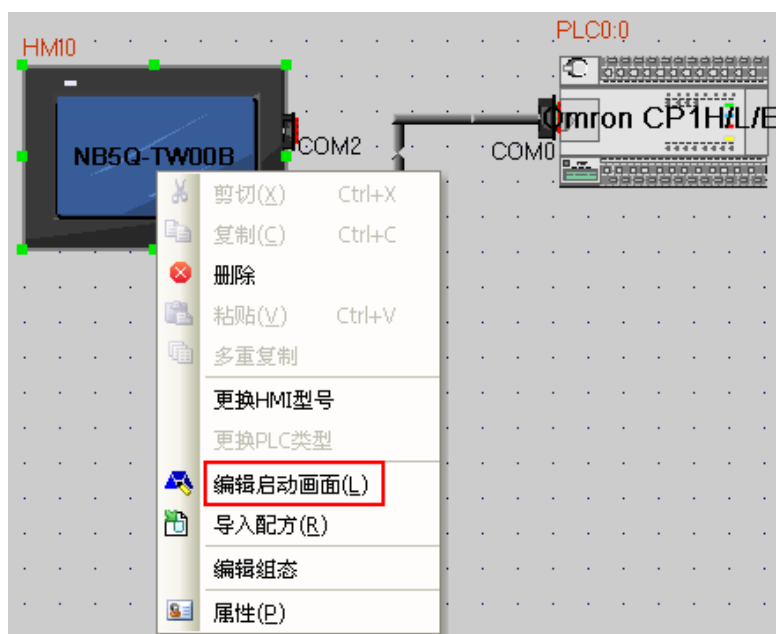 HMI0
PLC0:0
NB5Q-TW00B
COM2
COM0
Omron CP1H/L/E
剪切(X) Ctrl+X
复制(C) Ctrl+C
删除
粘贴(V) Ctrl+V
多重复制
更换HMI型号
更换PLC类型
编辑启动画面(L)
导入配方(R)
编辑组态
属性(P)